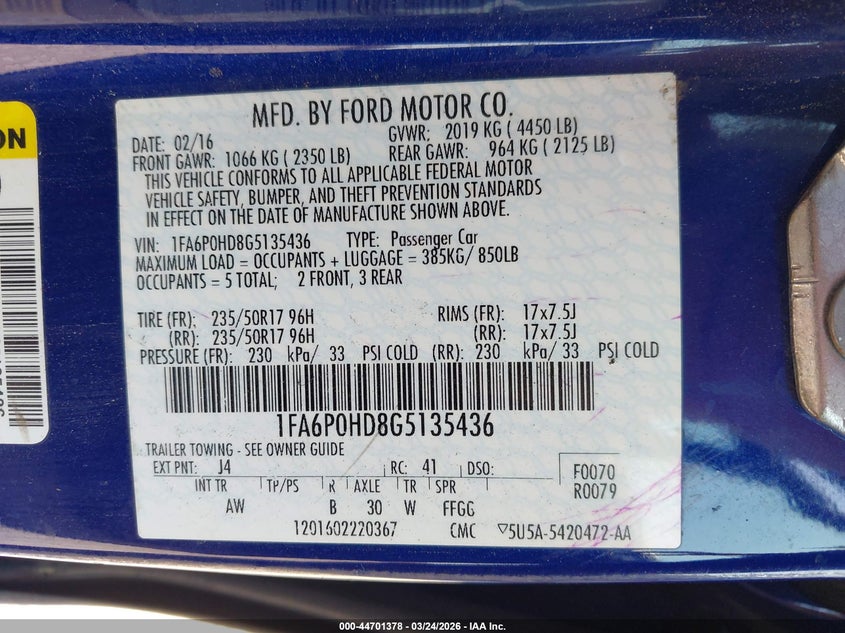 ON
MFD. BY FORD MOTOR CO.
DATE: 02/16 GVWR: 2019 KG ( 4450 LB)
FRONT GAWR: 1066 KG ( 2350 LB) REAR GAWR: 964 KG ( 2125 LB)
THIS VEHICLE CONFORMS TO ALL APPLICABLE FEDERAL MOTOR
VEHICLE SAFETY, BUMPER, AND THEFT PREVENTION STANDARDS
IN EFFECT ON THE DATE OF MANUFACTURE SHOWN ABOVE.
VIN: 1FA6P0HD8G5135436 TYPE: Passenger Car
MAXIMUM LOAD = OCCUPANTS + LUGGAGE = 385KG/ 850LB
OCCUPANTS = 5 TOTAL; 2 FRONT, 3 REAR
TIRE (FR): 235/50R17 96H RIMS (FR): 17x7.5J
(RR): 235/50R17 96H (RR): 17x7.5J
PRESSURE (FR): 230 kPa/ 33 PSI COLD (RR): 230 kPa/ 33 PSI COLD
1FA6P0HD8G5135436
TRAILER TOWING - SEE OWNER GUIDE
EXT PNT: J4 RC: 41 DSO: F0070
INT TR TP/PS R AXLE TR SPR R0079
AW B 30 W FFGG
1201602220367 CMC ▽5U5A-5420472-AA
000-44701378 - 03/24/2026 - IAA Inc.